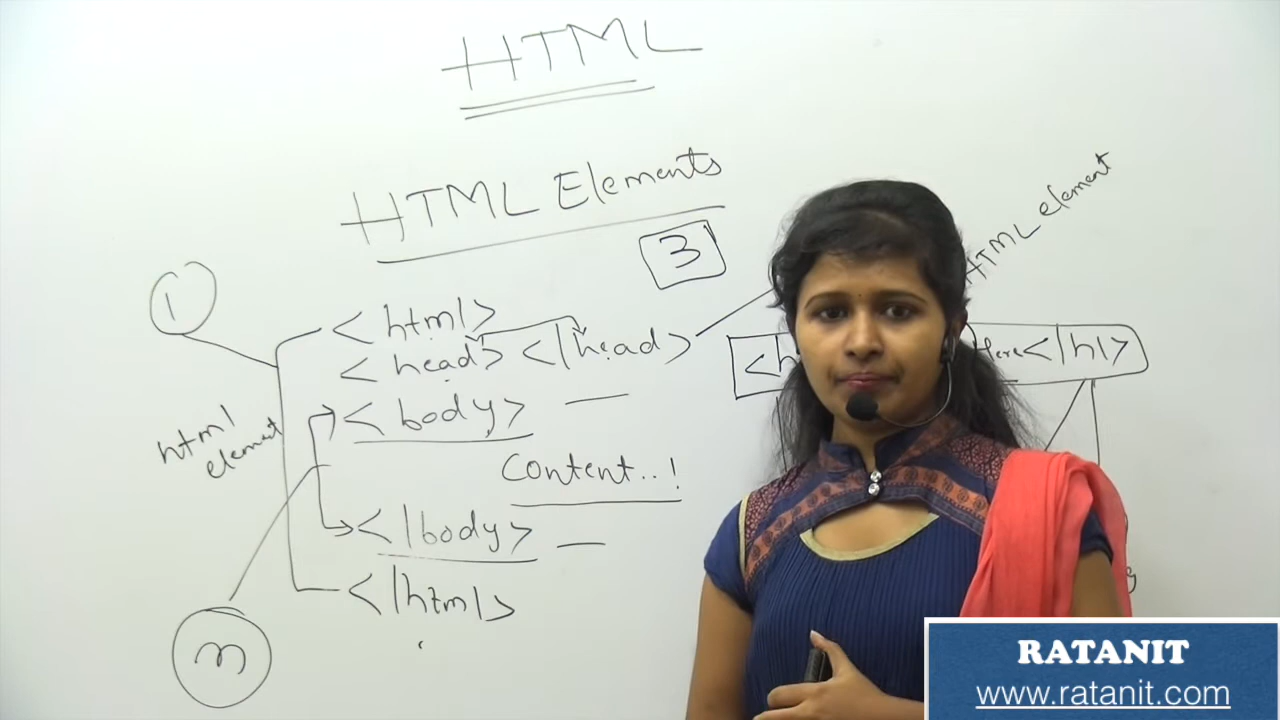 HTML
HTML Elements
3
HTML element
1
<html>
<head> </head>
<h
Here</h1>
<body> —
html
element
Content..!
</body> —
</html>
n
RATANIT
www.ratanit.com